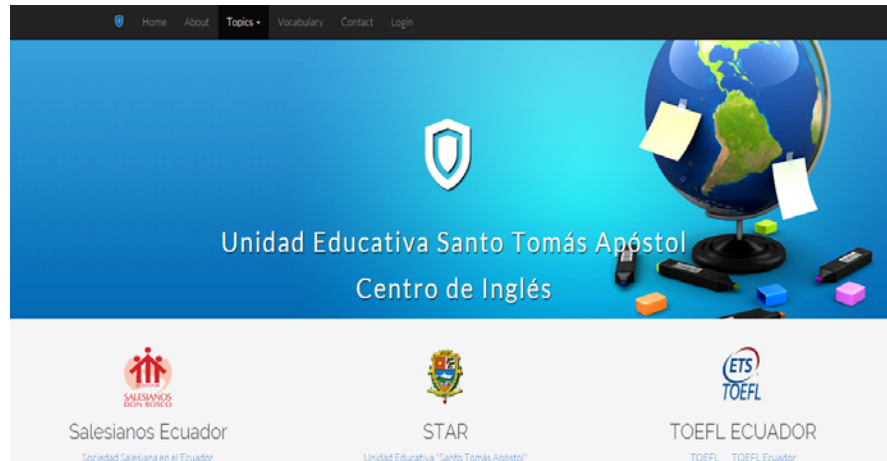 Home About Topics Vocabulary Contact Login
Unidad Educativa Santo Tomás Apóstol
Centro de Inglés
SALESIANOS
DON BOSCO
ETS
TOEFL
Salesianos Ecuador
STAR
TOEFL ECUADOR
Sociedad Salesiana en el Ecuador
Unidad Educativa "Santo Tomás Apóstol"
TOEFL TOEFL Ecuador